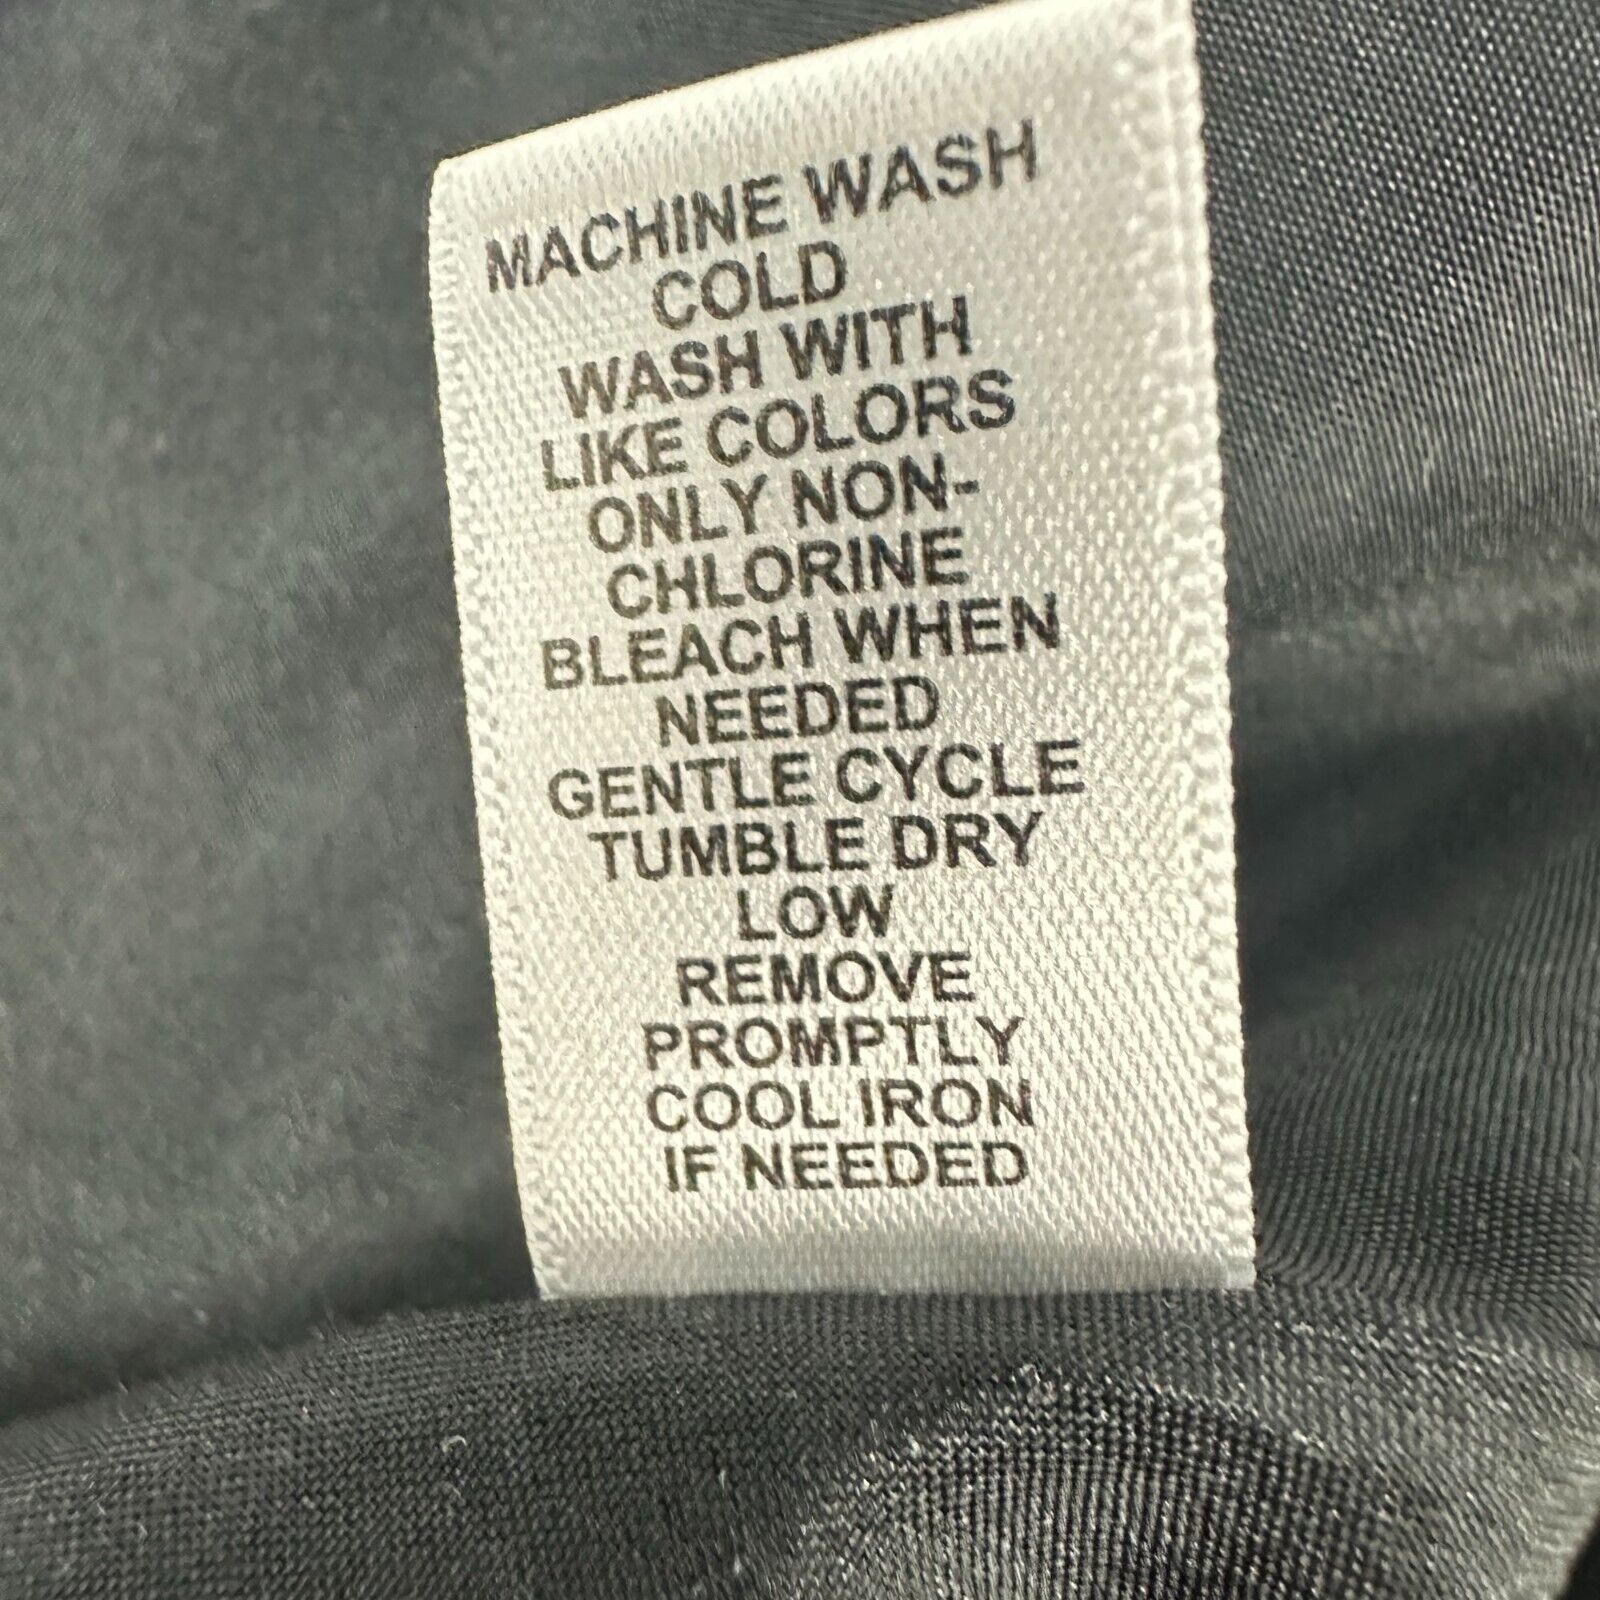 MACHINE WASH
COLD
WASH WITH
LIKE COLORS
ONLY NON-
CHLORINE
BLEACH WHEN
NEEDED
GENTLE CYCLE
TUMBLE DRY
LOW
REMOVE
PROMPTLY
COOL IRON
IF NEEDED